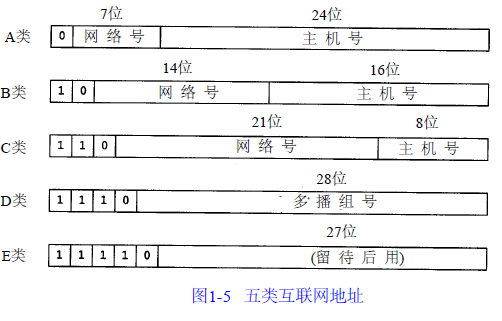 7位 24位
A类 0 网 络 号 主 机 号
14位 16位
B类 1 0 网 络 号 主 机 号
21位 8位
C类 1 1 0 网 络 号 主 机 号
28位
D类 1 1 1 0 多 播 组 号
27位
E类 1 1 1 1 0 (留 待 后 用)
图1-5 五类互联网地址